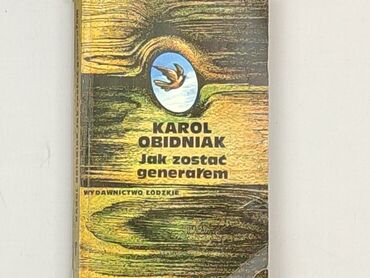 KAROL
OBIDNIAK
Jak zostać
generałem
WYDAWNICTWO ŁÓDZKIE